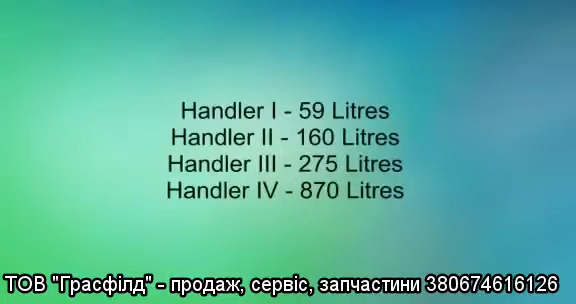 Handler I - 59 Litres
Handler II - 160 Litres
Handler III - 275 Litres
Handler IV - 870 Litres
ТОВ "Грасфілд" - продаж, сервіс, запчастини 380674616126